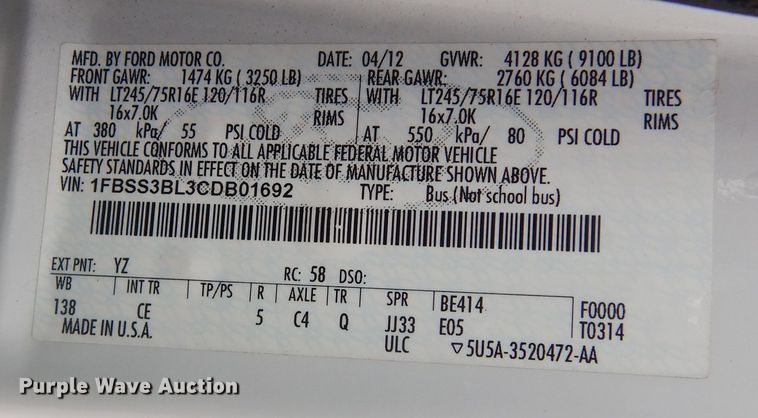 MFD. BY FORD MOTOR CO. DATE: 04/12 GVWR: 4128 KG ( 9100 LB)
FRONT GAWR: 1474 KG ( 3250 LB) REAR GAWR: 2760 KG ( 6084 LB)
WITH LT245/75R16E 120/116R TIRES WITH LT245/75R16E 120/116R TIRES
16x7.0K RIMS 16x7.0K RIMS
AT 380 kPa/ 55 PSI COLD AT 550 kPa/ 80 PSI COLD
THIS VEHICLE CONFORMS TO ALL APPLICABLE FEDERAL MOTOR VEHICLE
SAFETY STANDARDS IN EFFECT ON THE DATE OF MANUFACTURE SHOWN ABOVE.
VIN: 1FBSS3BL3CDB01692 TYPE: Bus (Not school bus)
EXT PNT: YZ RC: 58 DSO:
WB INT TR TP/PS R AXLE TR SPR BE414 F0000
138 CE 5 C4 Q JJ33 E05 T0314
MADE IN U.S.A. ULC ▽5U5A-3520472-AA
Purple Wave Auction